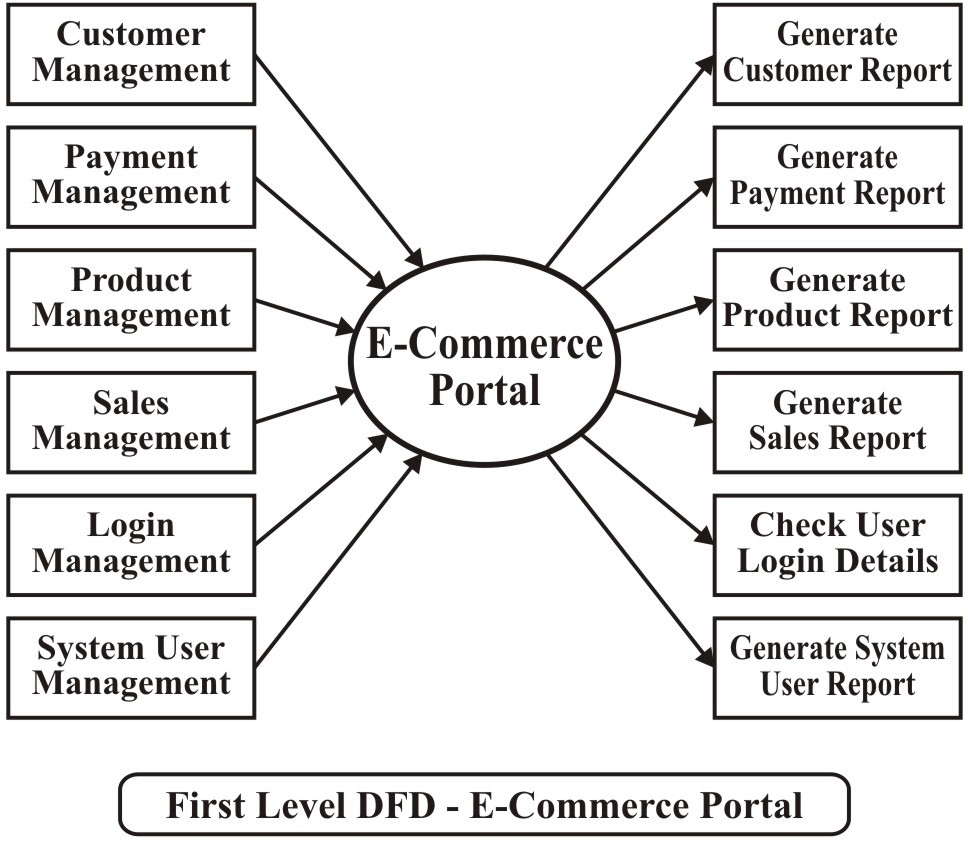 Customer
Management
Payment
Management
Product
Management
Sales
Management
Login
Management
System User
Management
E-Commerce
Portal
Generate
Customer Report
Generate
Payment Report
Generate
Product Report
Generate
Sales Report
Check User
Login Details
Generate System
User Report
First Level DFD - E-Commerce Portal